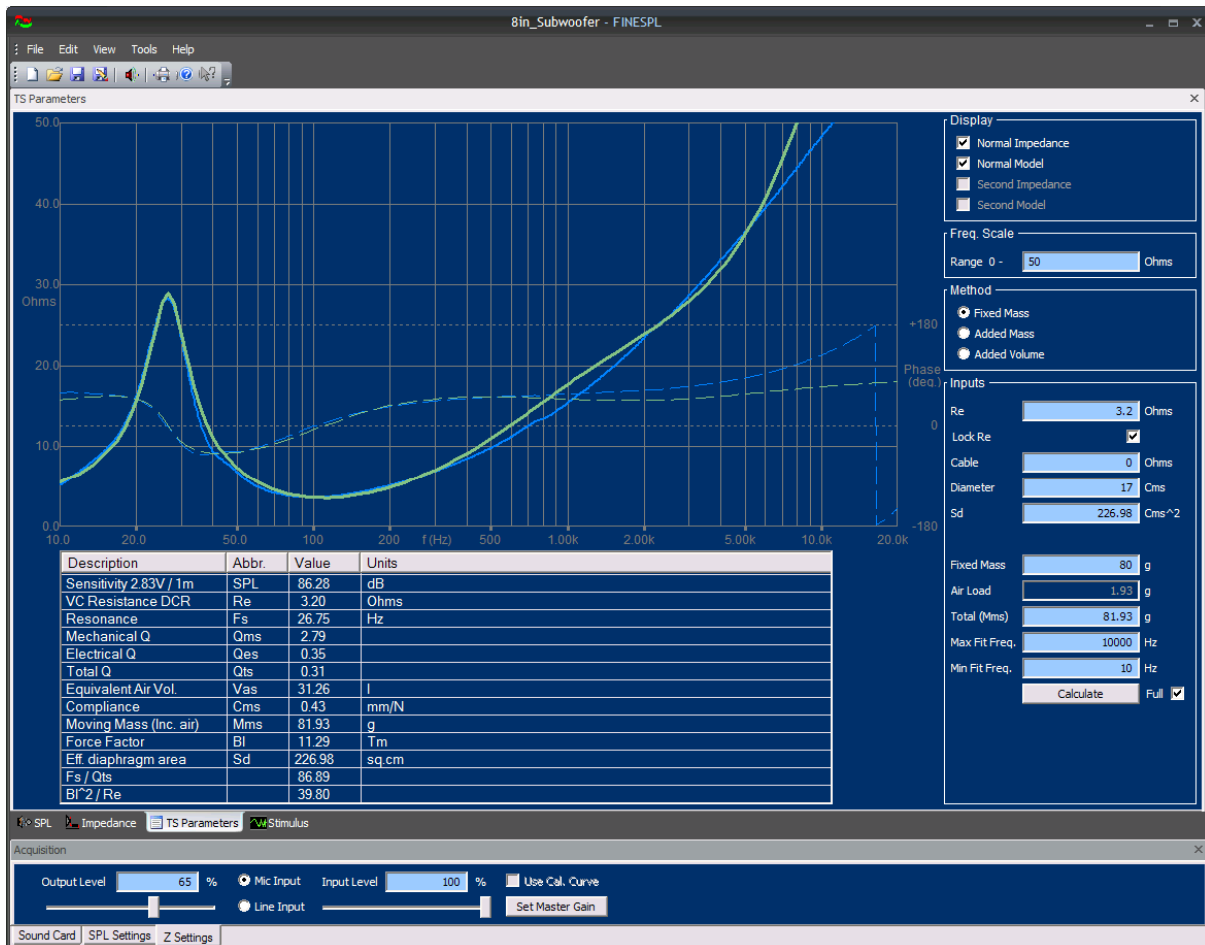 8in_Subwoofer - FINESPL
File Edit View Tools Help
TS Parameters
50.0
40.0
30.0
Ohms
20.0
10.0
0.0
+180
Phase
(deg.)
0
-180
10.0 20.0 50.0 100 200 f(Hz) 500 1.00k 2.00k 5.00k 10.0k 20.0k
Description Abbr. Value Units
Sensitivity 2.83V / 1m SPL 86.28 dB
VC Resistance DCR Re 3.20 Ohms
Resonance Fs 26.75 Hz
Mechanical Q Qms 2.79
Electrical Q Qes 0.35
Total Q Qts 0.31
Equivalent Air Vol. Vas 31.26 l
Compliance Cms 0.43 mm/N
Moving Mass (Inc. air) Mms 81.93 g
Force Factor Bl 11.29 Tm
Eff. diaphragm area Sd 226.98 sq.cm
Fs / Qts 86.89
Bl^2 / Re 39.80
Display
Normal Impedance
Normal Model
Second Impedance
Second Model
Freq. Scale
Range 0 - 50 Ohms
Method
Fixed Mass
Added Mass
Added Volume
Inputs
Re 3.2 Ohms
Lock Re
Cable 0 Ohms
Diameter 17 Cms
Sd 226.98 Cms^2
Fixed Mass 80 g
Air Load 1.93 g
Total (Mms) 81.93 g
Max Fit Freq. 10000 Hz
Min Fit Freq. 10 Hz
Calculate Full
SPL Impedance TS Parameters Stimulus
Acquisition
Output Level 65 % Mic Input Input Level 100 % Use Cal. Curve
Line Input Set Master Gain
Sound Card SPL Settings Z Settings